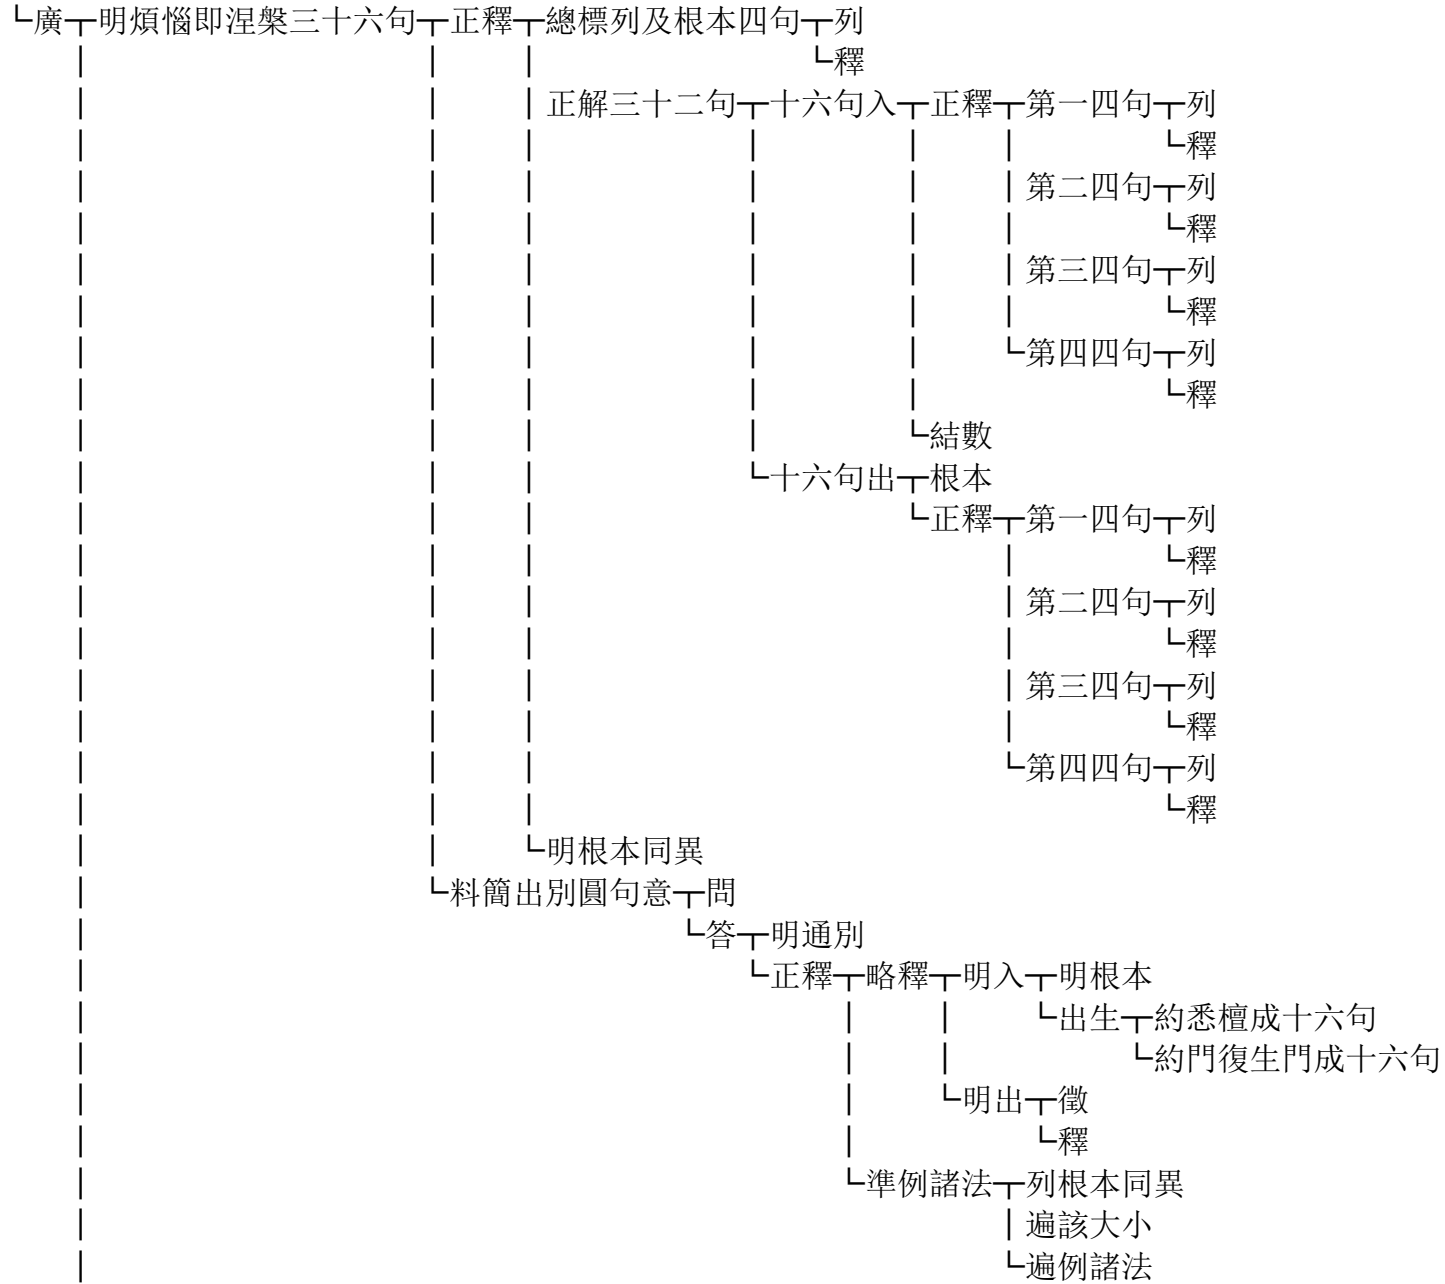 └廣┬明煩惱即涅槃三十六句┬正釋┬總標列及根本四句┬列
└釋
正解三十二句┬十六句入┬正釋┬第一四句┬列
└釋
第二四句┬列
└釋
第三四句┬列
└釋
└第四四句┬列
└釋
└結數
└十六句出┬根本
└正釋┬第一四句┬列
└釋
第二四句┬列
└釋
第三四句┬列
└釋
└第四四句┬列
└釋
└明根本同異
└料簡出別圓句意┬問
└答┬明通別
└正釋┬略釋┬明入┬明根本
└出生┬約悉檀成十六句
└約門復生門成十六句
└明出┬徵
└釋
└準例諸法┬列根本同異
遍該大小
└遍例諸法